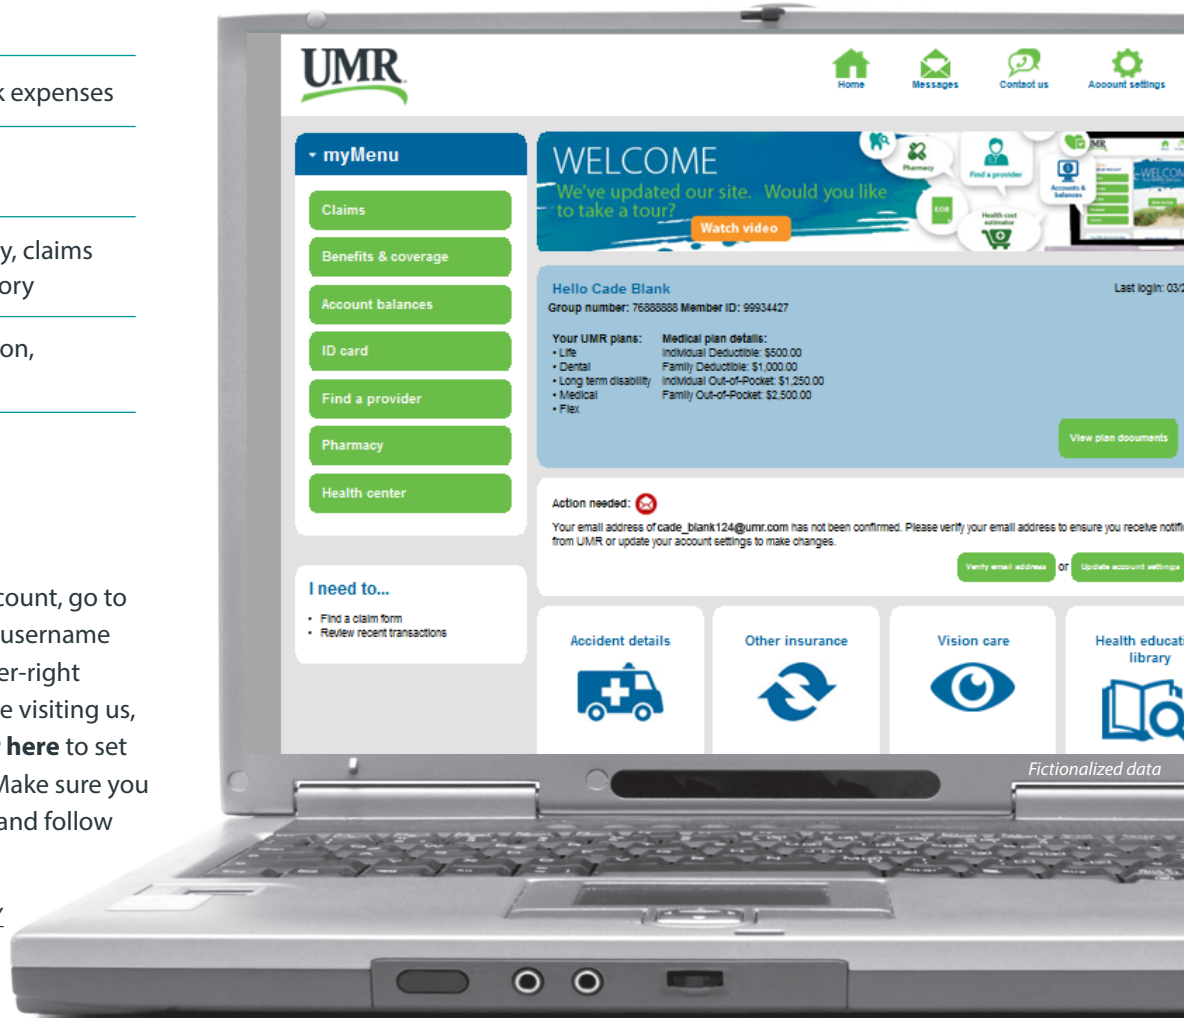 k expenses
y, claims
ory
on,
count, go to
username
er-right
e visiting us,
here to set
Make sure you
and follow
UMR
Home
Messages
Contact us
Account settings
myMenu
Claims
Benefits & coverage
Account balances
ID card
Find a provider
Pharmacy
Health center
I need to...
• Find a claim form
• Review recent transactions
WELCOME
We've updated our site. Would you like
to take a tour?
Watch video
Pharmacy
Find a provider
Accounts &
balances
EOB
Health cost
estimator
UMR
WELCOME
Hello Cade Blank
Last login: 03/2
Group number: 76888888 Member ID: 99934427
Your UMR plans:
• Life
• Dental
• Long term disability
• Medical
• Flex
Medical plan details:
Individual Deductible: $500.00
Family Deductible: $1,000.00
Individual Out-of-Pocket: $1,250.00
Family Out-of-Pocket: $2,500.00
View plan documents
Action needed:
Your email address of cade_blank124@umr.com has not been confirmed. Please verify your email address to ensure you receive notific
from UMR or update your account settings to make changes.
Verify email address or Update account settings
Accident details
Other insurance
Vision care
Health educati
library
Fictionalized data